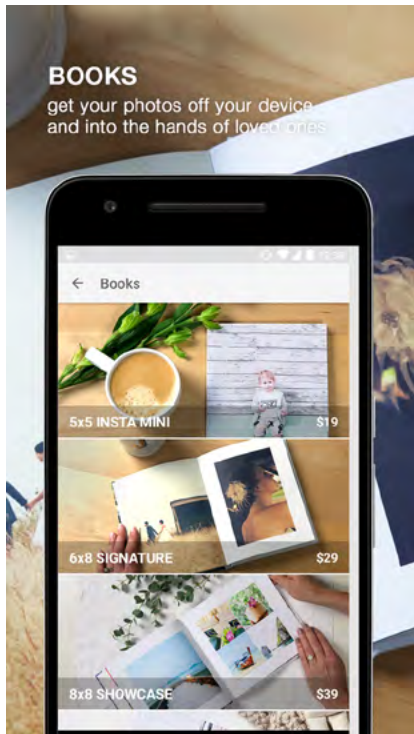 BOOKS
get your photos off your device
and into the hands of loved ones
Books
5x5 INSTA MINI $19
6x8 SIGNATURE $29
8x8 SHOWCASE $39